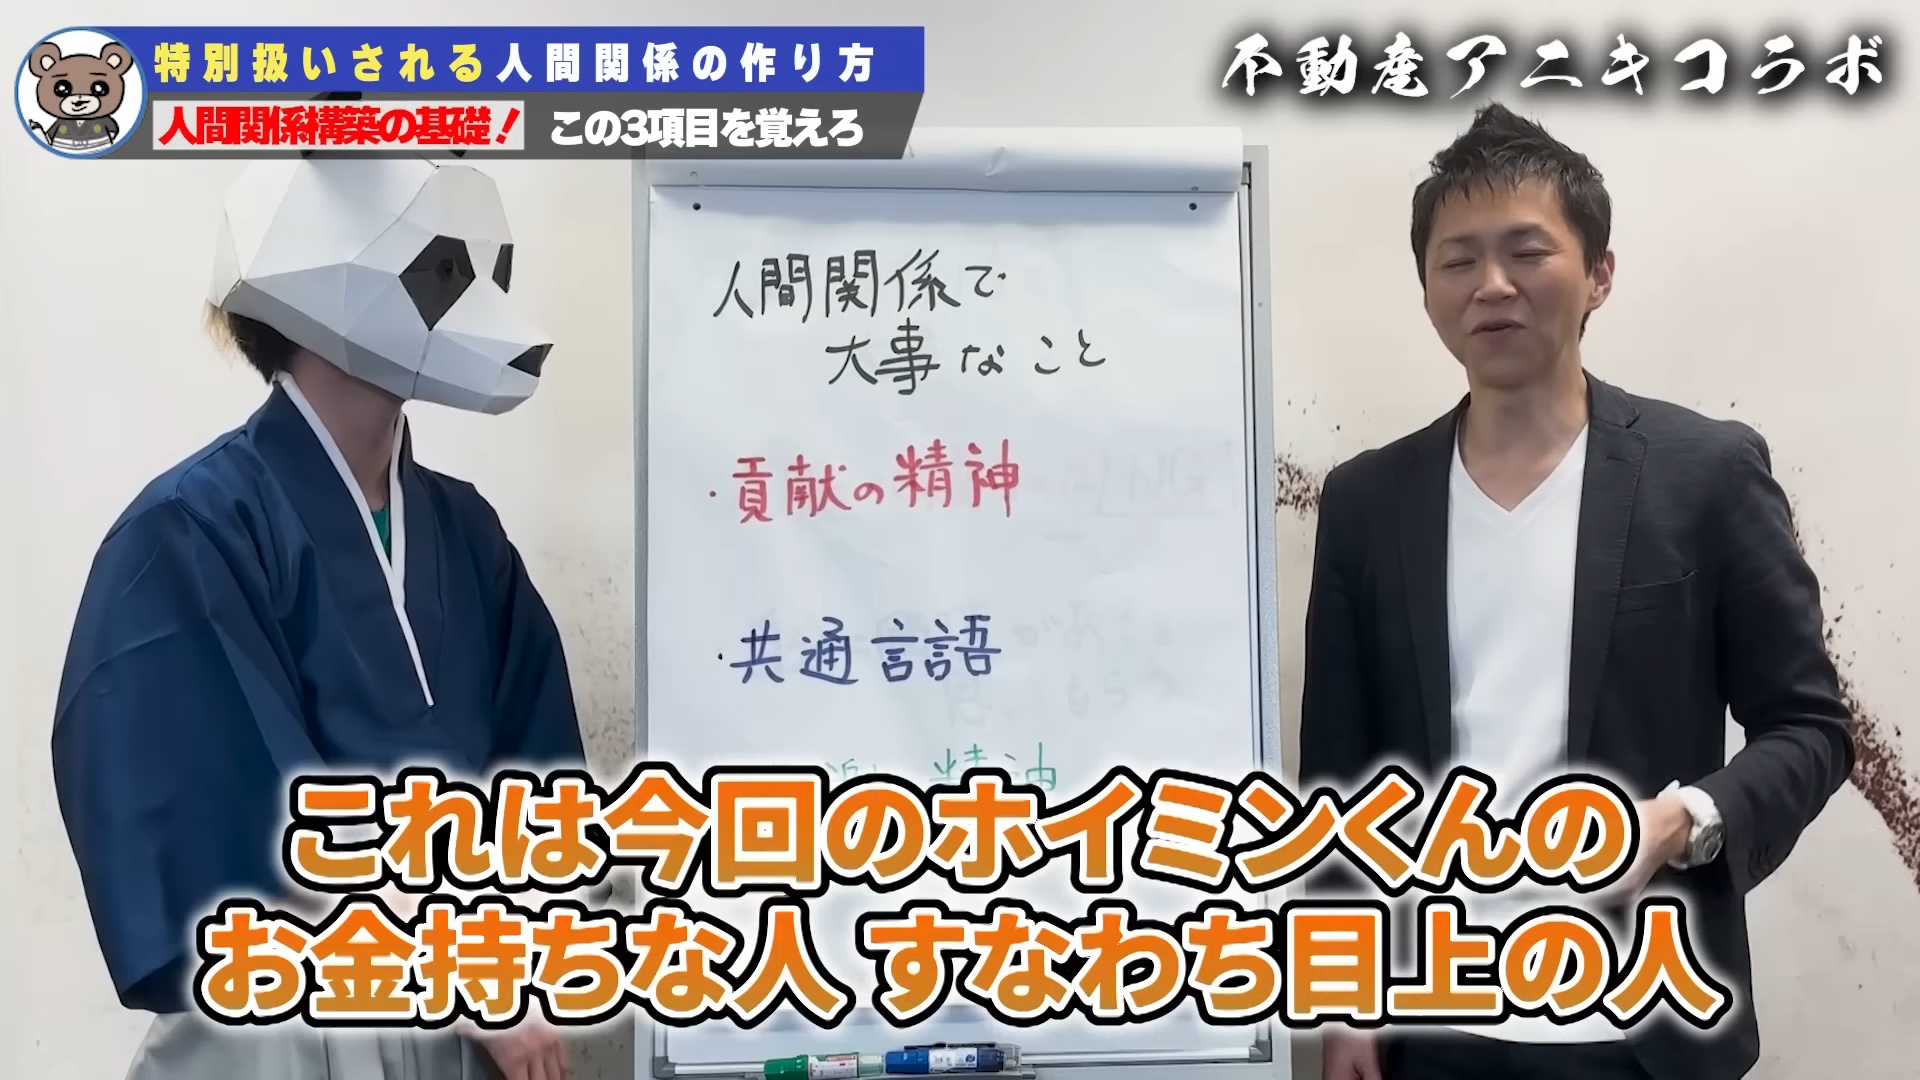 特別扱いされる人間関係の作り方
人間関係構築の基礎！ この3項目を覚えろ
不動産アニキコラボ
人間関係で
大事なこと
・貢献の精神
・共通言語
精神
これは今回のホイミンくんの
お金持ちな人 すなわち目上の人